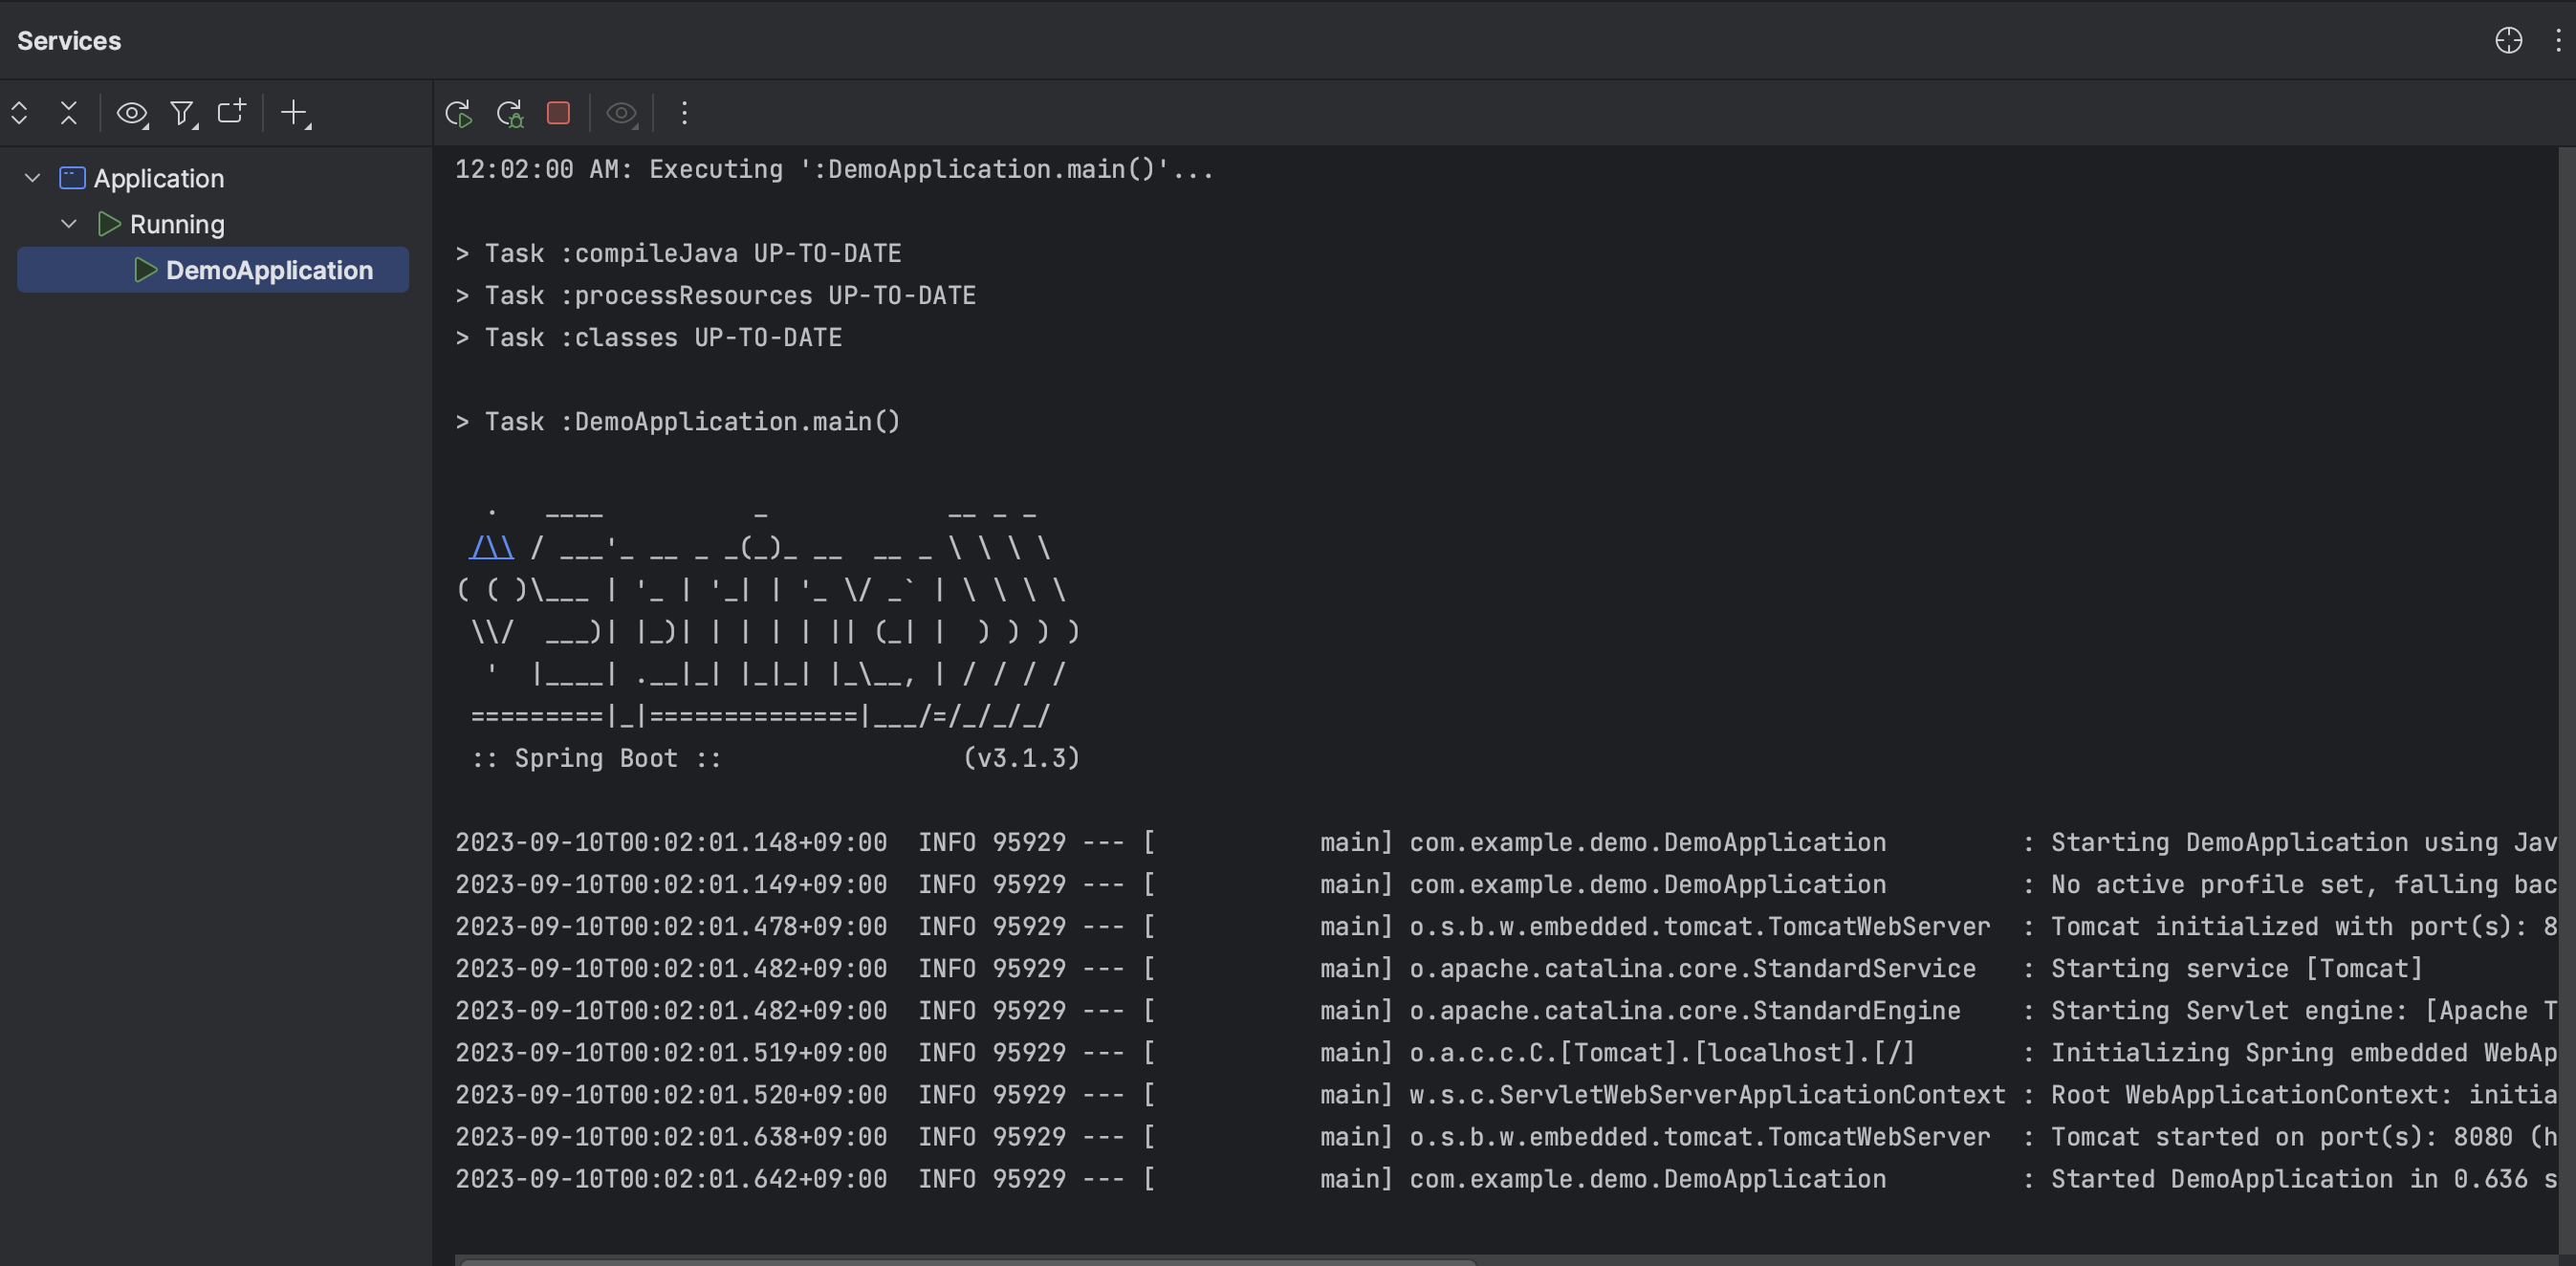 Services
Application
Running
DemoApplication
12:02:00 AM: Executing ':DemoApplication.main()'...
> Task :compileJava UP-TO-DATE
> Task :processResources UP-TO-DATE
> Task :classes UP-TO-DATE
> Task :DemoApplication.main()
  .   ____          _            __ _ _
 /\\ / ___'_ __ _ _(_)_ __  __ _ \ \ \ \
( ( )\___ | '_ | '_| | '_ \/ _` | \ \ \ \
 \\/  ___)| |_)| | | | | || (_| |  ) ) ) )
  '  |____| .__|_| |_|_| |_\__, | / / / /
 =========|_|==============|___/=/_/_/_/
 :: Spring Boot ::                (v3.1.3)
2023-09-10T00:02:01.148+09:00  INFO 95929 --- [           main] com.example.demo.DemoApplication         : Starting DemoApplication using Jav
2023-09-10T00:02:01.149+09:00  INFO 95929 --- [           main] com.example.demo.DemoApplication         : No active profile set, falling bac
2023-09-10T00:02:01.478+09:00  INFO 95929 --- [           main] o.s.b.w.embedded.tomcat.TomcatWebServer  : Tomcat initialized with port(s): 8
2023-09-10T00:02:01.482+09:00  INFO 95929 --- [           main] o.apache.catalina.core.StandardService   : Starting service [Tomcat]
2023-09-10T00:02:01.482+09:00  INFO 95929 --- [           main] o.apache.catalina.core.StandardEngine    : Starting Servlet engine: [Apache T
2023-09-10T00:02:01.519+09:00  INFO 95929 --- [           main] o.a.c.c.C.[Tomcat].[localhost].[/]       : Initializing Spring embedded WebAp
2023-09-10T00:02:01.520+09:00  INFO 95929 --- [           main] w.s.c.ServletWebServerApplicationContext : Root WebApplicationContext: initia
2023-09-10T00:02:01.638+09:00  INFO 95929 --- [           main] o.s.b.w.embedded.tomcat.TomcatWebServer  : Tomcat started on port(s): 8080 (h
2023-09-10T00:02:01.642+09:00  INFO 95929 --- [           main] com.example.demo.DemoApplication         : Started DemoApplication in 0.636 s